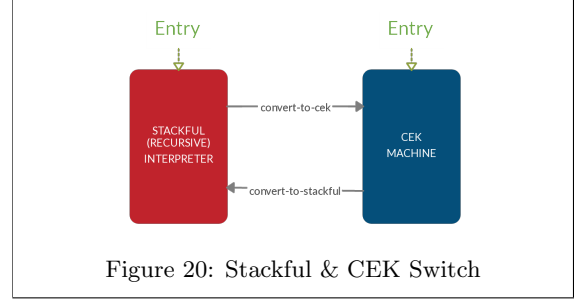 Entry
Entry
STACKFUL
(RECURSIVE)
INTERPRETER
convert-to-cek
CEK
MACHINE
convert-to-stackful
Figure 20: Stackful & CEK Switch